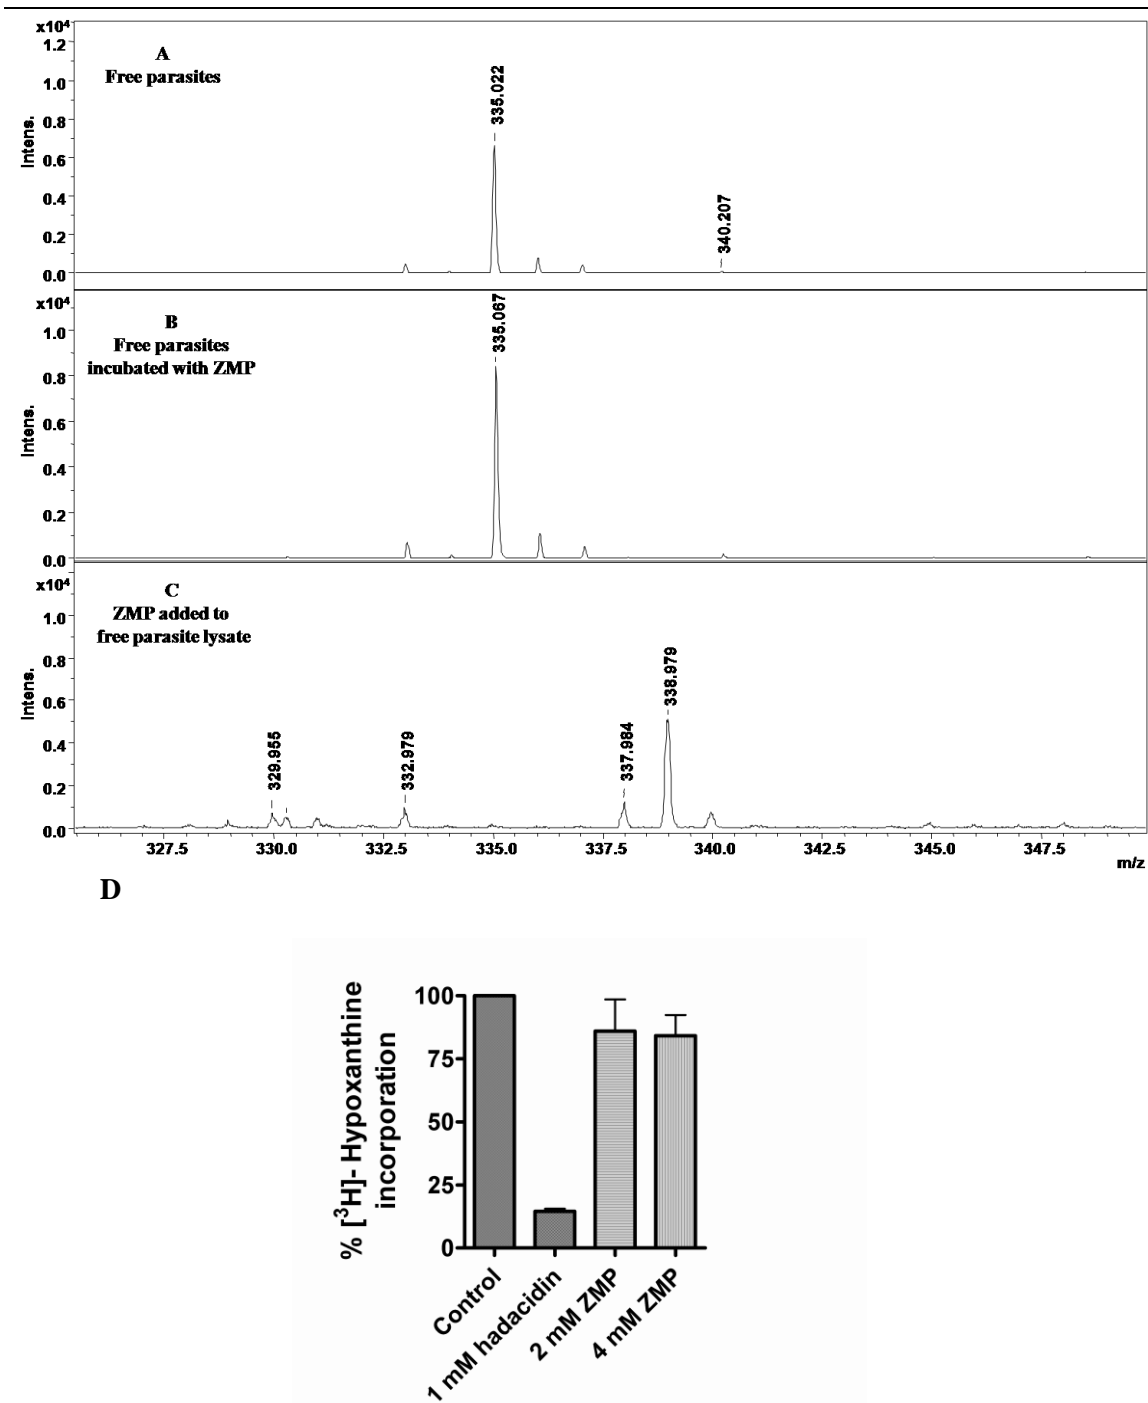 x10⁴
1.2
1.0
0.8
0.6
0.4
0.2
0.0
Intens.
A
Free parasites
335.022
340.207
x10⁴
1.0
0.8
0.6
0.4
0.2
0.0
Intens.
B
Free parasites
incubated with ZMP
335.067
x10⁴
1.0
0.8
0.6
0.4
0.2
0.0
Intens.
C
ZMP added to
free parasite lysate
329.955
332.979
337.984
338.979
327.5 330.0 332.5 335.0 337.5 340.0 342.5 345.0 347.5
m/z
D
% [³H]- Hypoxanthine
incorporation
100
75
50
25
0
Control
1 mM hadacidin
2 mM ZMP
4 mM ZMP